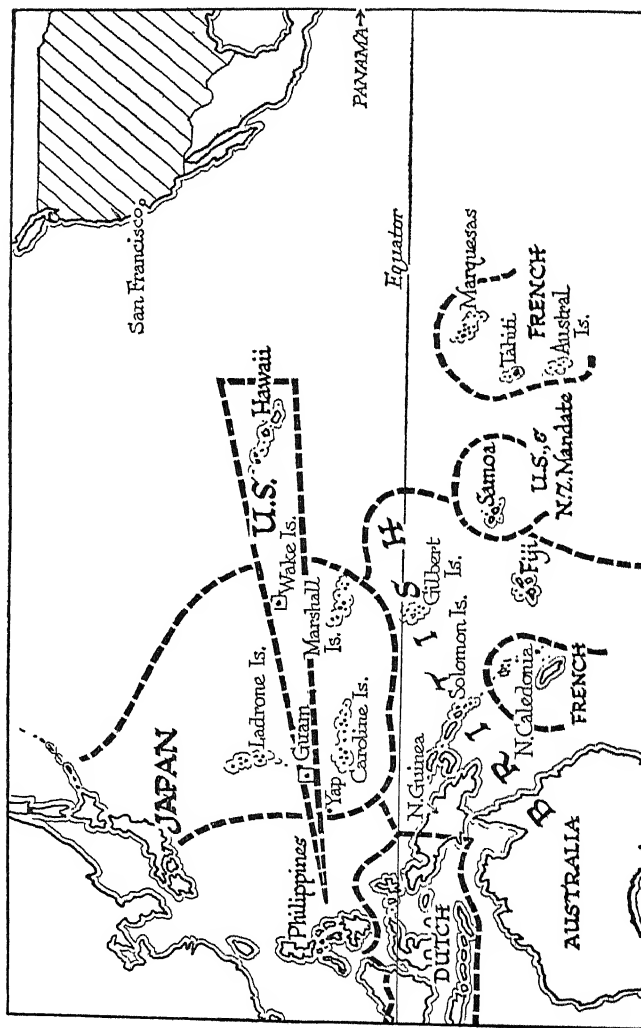 San Francisco
PANAMA→
JAPAN
Ladrone Is.
U.S.
Hawaii
Wake Is.
Guam
Marshall
Is.
Philippines
Yap
Caroline Is.
Equator
BRITISH
Gilbert
Is.
N. Guinea
Solomon Is.
DUTCH
Marquesas
Tahiti
FRENCH
Austral
Is.
Samoa
U.S., &
N.Z. Mandate
Fiji
N Caledonia
FRENCH
AUSTRALIA